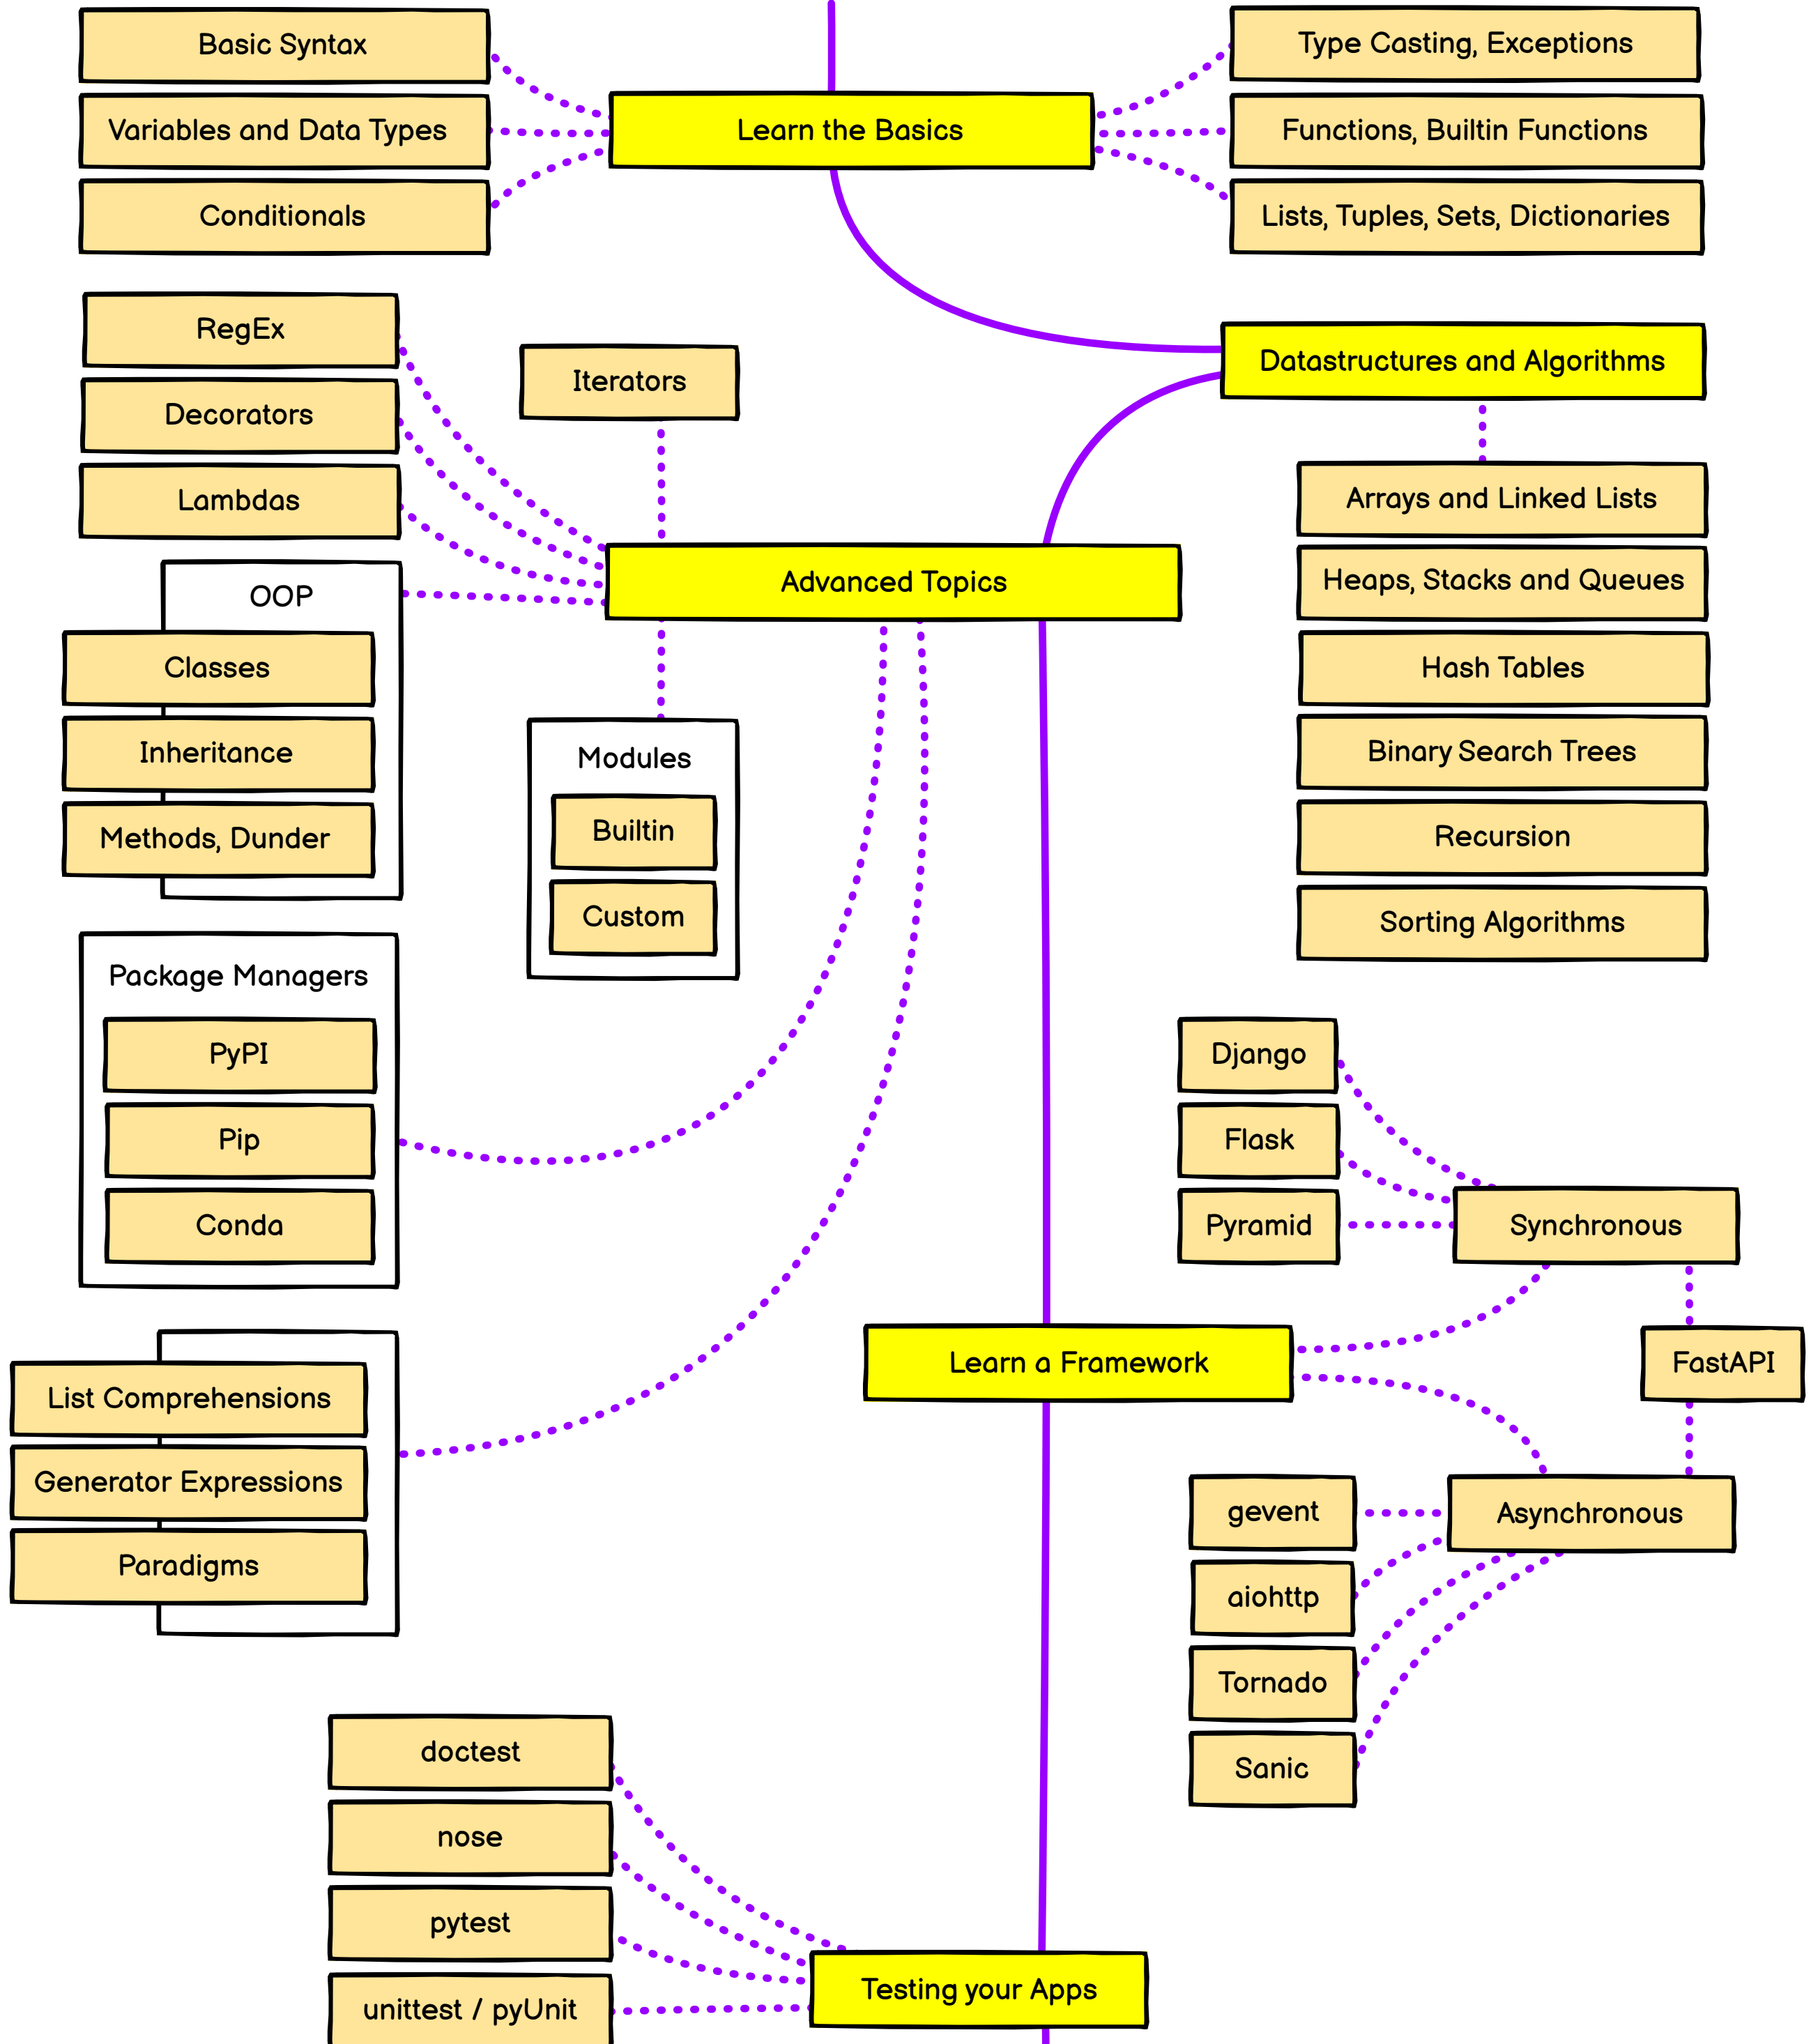 Basic Syntax
Variables and Data Types
Conditionals
Learn the Basics
Type Casting, Exceptions
Functions, Builtin Functions
Lists, Tuples, Sets, Dictionaries
RegEx
Decorators
Lambdas
Iterators
Datastructures and Algorithms
Arrays and Linked Lists
Heaps, Stacks and Queues
Hash Tables
Binary Search Trees
Recursion
Sorting Algorithms
Advanced Topics
OOP
Classes
Inheritance
Methods, Dunder
Modules
Builtin
Custom
Package Managers
PyPI
Pip
Conda
List Comprehensions
Generator Expressions
Paradigms
Django
Flask
Pyramid
Synchronous
Learn a Framework
FastAPI
Asynchronous
gevent
aiohttp
Tornado
Sanic
doctest
nose
pytest
unittest / pyUnit
Testing your Apps